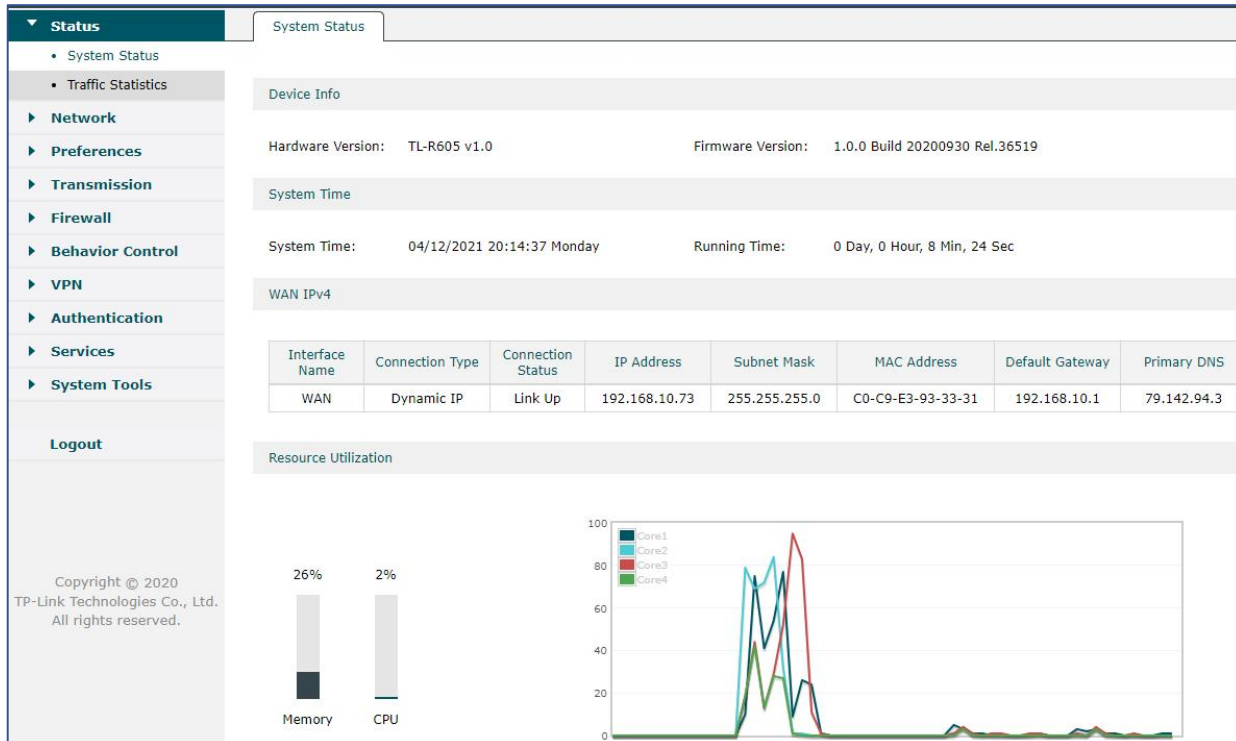 Status
System Status
Traffic Statistics
Network
Preferences
Transmission
Firewall
Behavior Control
VPN
Authentication
Services
System Tools
Logout
Copyright © 2020
TP-Link Technologies Co., Ltd.
All rights reserved.
System Status
Device Info
Hardware Version: TL-R605 v1.0 Firmware Version: 1.0.0 Build 20200930 Rel.36519
System Time
System Time: 04/12/2021 20:14:37 Monday Running Time: 0 Day, 0 Hour, 8 Min, 24 Sec
WAN IPv4
Interface Name Connection Type Connection Status IP Address Subnet Mask MAC Address Default Gateway Primary DNS
WAN Dynamic IP Link Up 192.168.10.73 255.255.255.0 C0-C9-E3-93-33-31 192.168.10.1 79.142.94.3
Resource Utilization
26% 2%
Memory CPU
100
80
60
40
20
0
Core1
Core2
Core3
Core4